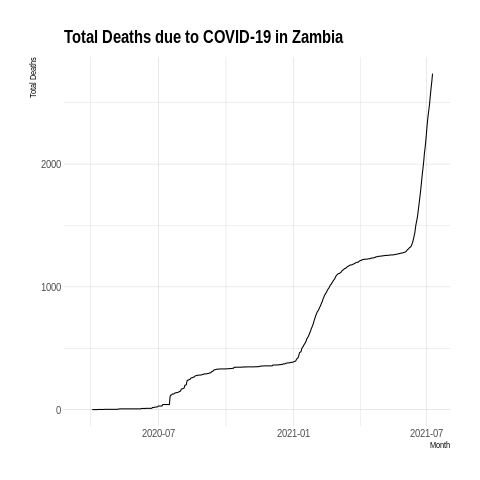 Total Deaths due to COVID-19 in Zambia
Total Deaths
2000
1000
0
2020-07
2021-01
2021-07
Month